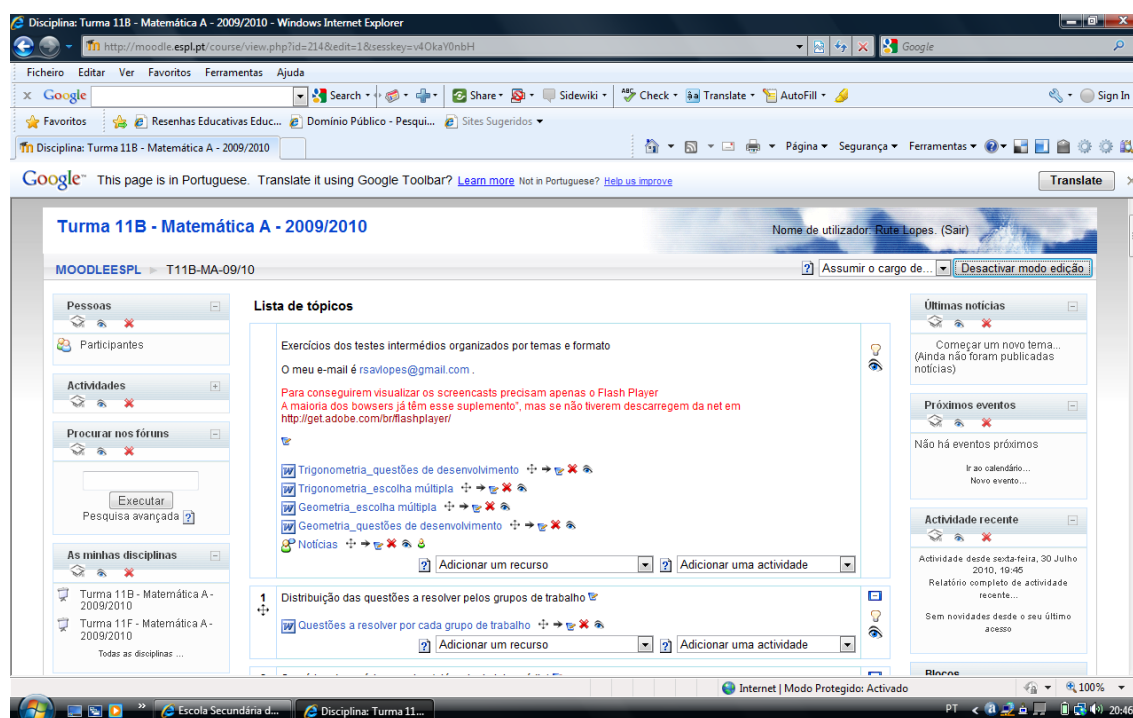 Disciplina: Turma 11B - Matemática A - 2009/2010 - Windows Internet Explorer
http://moodle.espl.pt/course/view.php?id=214&edit=1&sesskey=v4OkaY0nbH
Google
Ficheiro Editar Ver Favoritos Ferramentas Ajuda
x Google Search Share Sidewiki Check Translate AutoFill Sign In
Favoritos Resenhas Educativas Educ... Domínio Público - Pesqui... Sites Sugeridos
Disciplina: Turma 11B - Matemática A - 2009/2010 Página Segurança Ferramentas
Google™ This page is in Portuguese. Translate it using Google Toolbar? Learn more Not in Portuguese? Help us improve Translate
Turma 11B - Matemática A - 2009/2010
Nome de utilizador: Rute Lopes. (Sair)
MOODLEESPL ► T11B-MA-09/10
Assumir o cargo de... Desactivar modo edição
Pessoas
Participantes
Actividades
Procurar nos fóruns
Executar
Pesquisa avançada
As minhas disciplinas
Turma 11B - Matemática A -
2009/2010
Turma 11F - Matemática A -
2009/2010
Todas as disciplinas ...
Lista de tópicos
Exercícios dos testes intermédios organizados por temas e formato
O meu e-mail é rsavlopes@gmail.com .
Para conseguirem visualizar os screencasts precisam apenas o Flash Player
A maioria dos bowsers já têm esse suplemento", mas se não tiverem descarregem da net em
http://get.adobe.com/br/flashplayer/
Trigonometria_questões de desenvolvimento
Trigonometria_escolha múltipla
Geometria_escolha múltipla
Geometria_questões de desenvolvimento
Notícias
Adicionar um recurso Adicionar uma actividade
1 Distribuição das questões a resolver pelos grupos de trabalho
Questões a resolver por cada grupo de trabalho
Adicionar um recurso Adicionar uma actividade
Últimas notícias
Começar um novo tema...
(Ainda não foram publicadas
notícias)
Próximos eventos
Não há eventos próximos
Ir ao calendário...
Novo evento...
Actividade recente
Actividade desde sexta-feira, 30 Julho
2010, 19:45
Relatório completo de actividade
recente...
Sem novidades desde o seu último
acesso
Blocos
Internet | Modo Protegido: Activado 100%
Escola Secundária d... Disciplina: Turma 11... PT 20:46